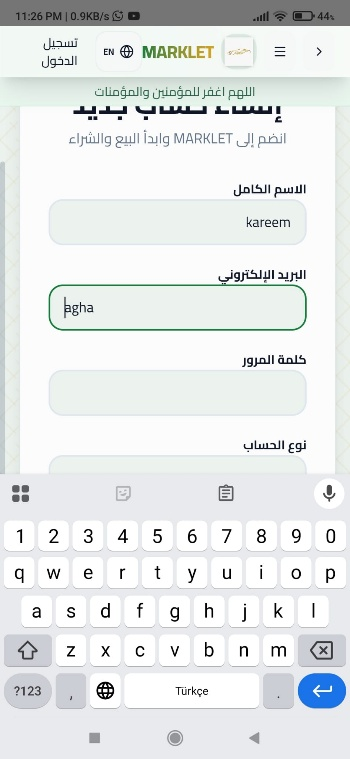 11:26 PM | 0.9KB/s
44%
تسجيل الدخول
EN
MARKLET
اللهم اغفر للمؤمنين والمؤمنات
إنشاء حساب جديد
انضم إلى MARKLET وابدأ البيع والشراء
الاسم الكامل
kareem
البريد الإلكتروني
agha
كلمة المرور
نوع الحساب
1 2 3 4 5 6 7 8 9 0
q w e r t y u i o p
a s d f g h j k l
z x c v b n m
?123 , Türkçe .